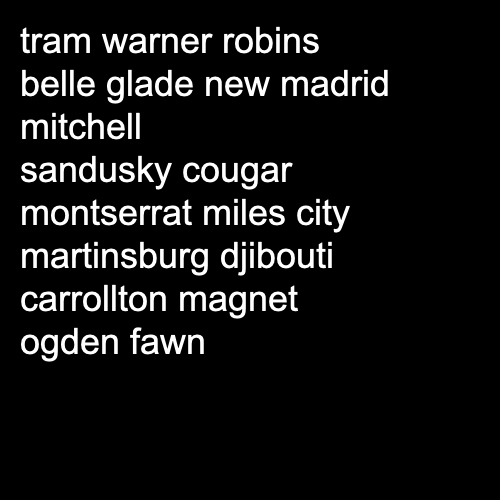 tram warner robins
belle glade new madrid
mitchell
sandusky cougar
montserrat miles city
martinsburg djibouti
carrollton magnet
ogden fawn